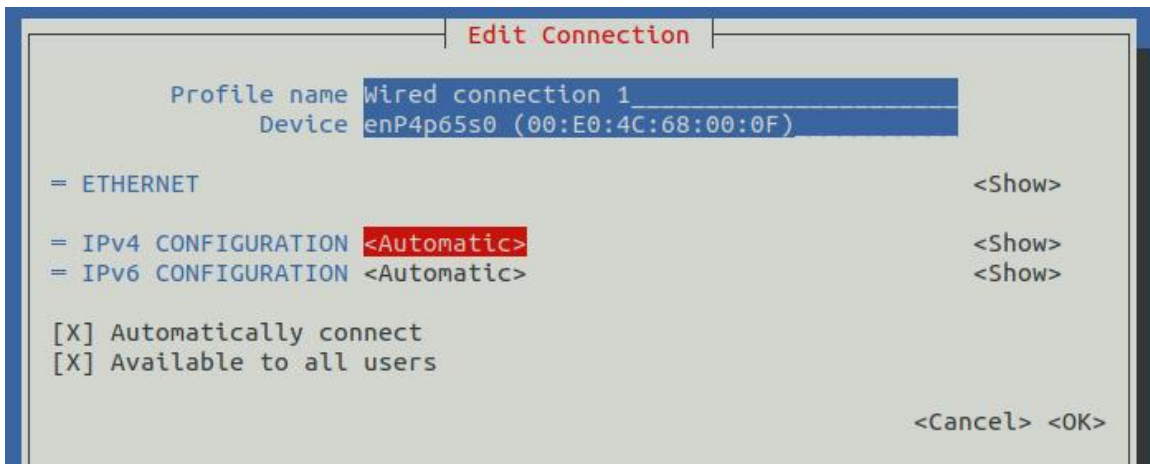 Edit Connection
Profile name Wired connection 1
Device enP4p65s0 (00:E0:4C:68:00:0F)
= ETHERNET <Show>
= IPv4 CONFIGURATION <Automatic> <Show>
= IPv6 CONFIGURATION <Automatic> <Show>
[X] Automatically connect
[X] Available to all users
<Cancel> <OK>